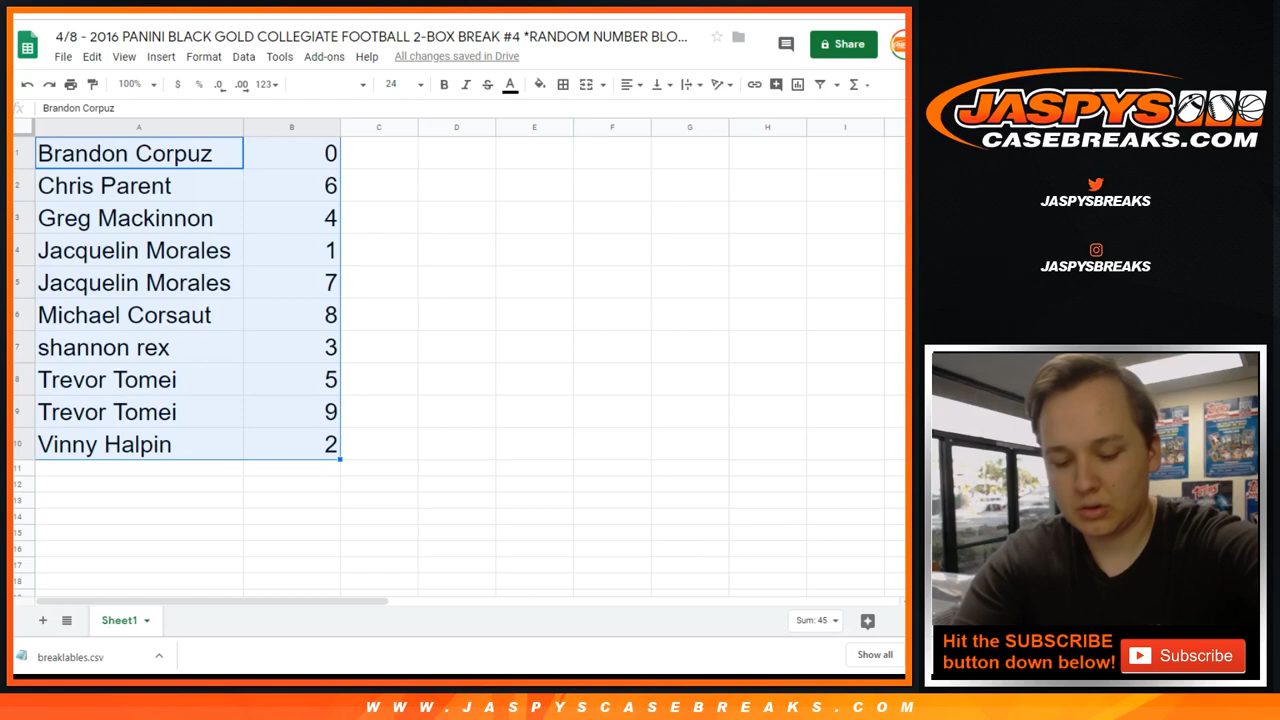 4/8 - 2016 PANINI BLACK GOLD COLLEGIATE FOOTBALL 2-BOX BREAK #4 *RANDOM NUMBER BLO...
Share
File Edit View Insert Format Data Tools Add-ons Help All changes saved in Drive
100% $ % .0 .00 123 24 B I S A
fx Brandon Corpuz
A B C D E F G H I
1 Brandon Corpuz 0
2 Chris Parent 6
3 Greg Mackinnon 4
4 Jacquelin Morales 1
5 Jacquelin Morales 7
6 Michael Corsaut 8
7 shannon rex 3
8 Trevor Tomei 5
9 Trevor Tomei 9
10 Vinny Halpin 2
11
12
13
14
15
16
17
18
Sheet1
Sum: 45
breaklables.csv
Show all
JASPYS
CASEBREAKS.COM
JASPYSBREAKS
JASPYSBREAKS
Hit the SUBSCRIBE
button down below!
Subscribe
WWW.JASPYSCASEBREAKS.COM